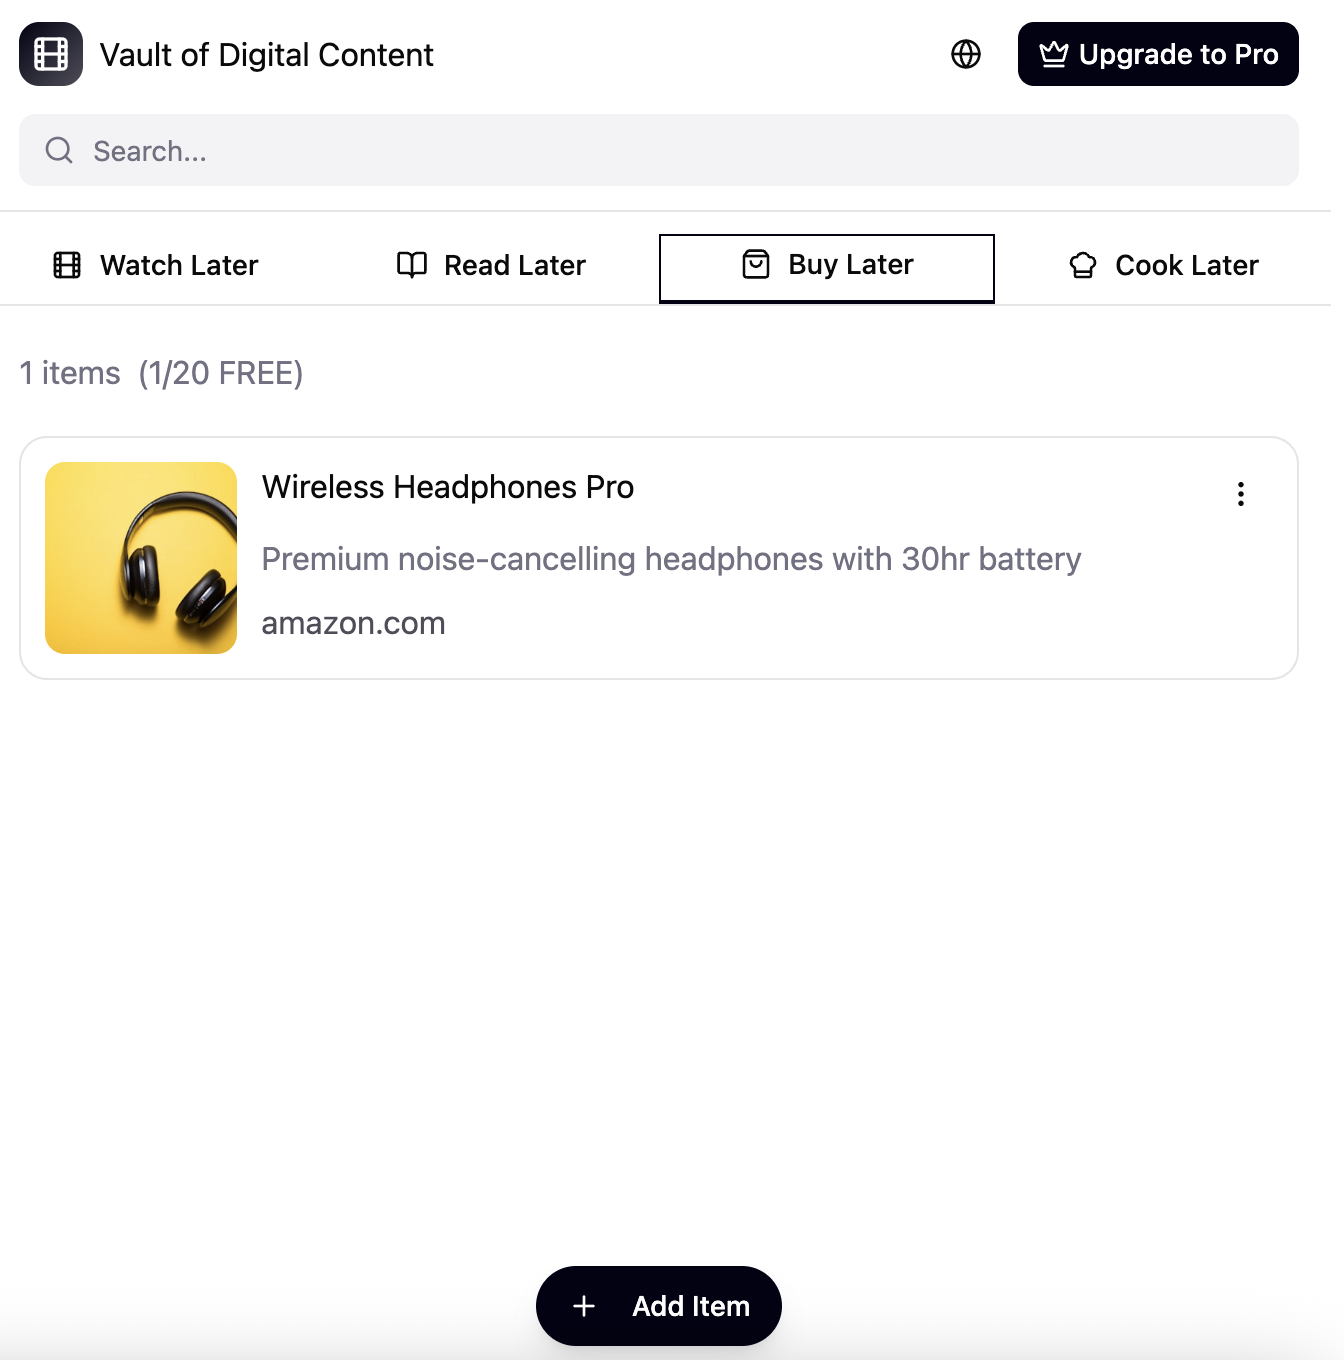 Vault of Digital Content
Upgrade to Pro
Search...
Watch Later
Read Later
Buy Later
Cook Later
1 items (1/20 FREE)
Wireless Headphones Pro
Premium noise-cancelling headphones with 30hr battery
amazon.com
Add Item